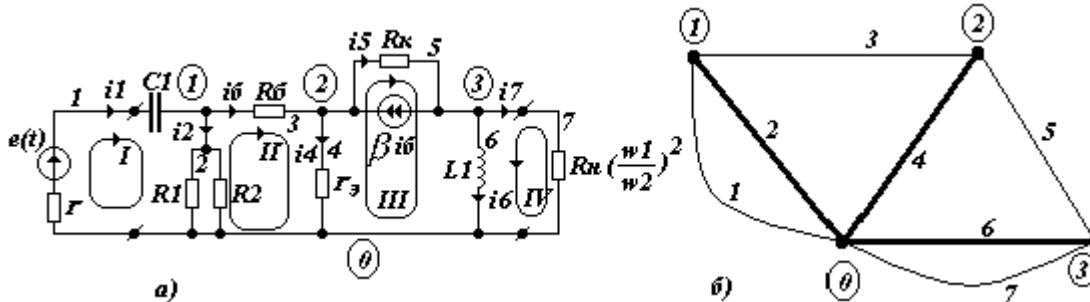 i5 Rк 5
1 i1 C1 ① iб Rб ② ③ i7
e(t) I i2 II 3 i4 4 β iб 6 7
2 L1 Rн (w1/w2)²
r R1 R2 rэ III i6 IV
⓪
а)
① 3 ②
2 4 5
1 6
⓪ 7 ③
б)